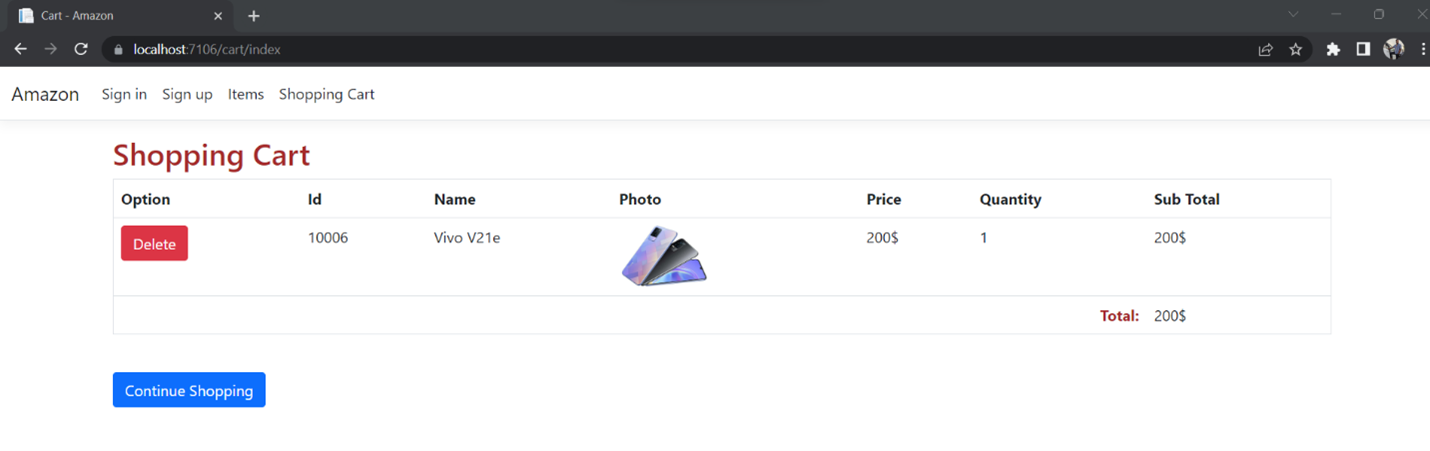 Cart - Amazon
localhost:7106/cart/index
Amazon Sign in Sign up Items Shopping Cart
Shopping Cart
Option Id Name Photo Price Quantity Sub Total
Delete 10006 Vivo V21e 200$ 1 200$
Total: 200$
Continue Shopping